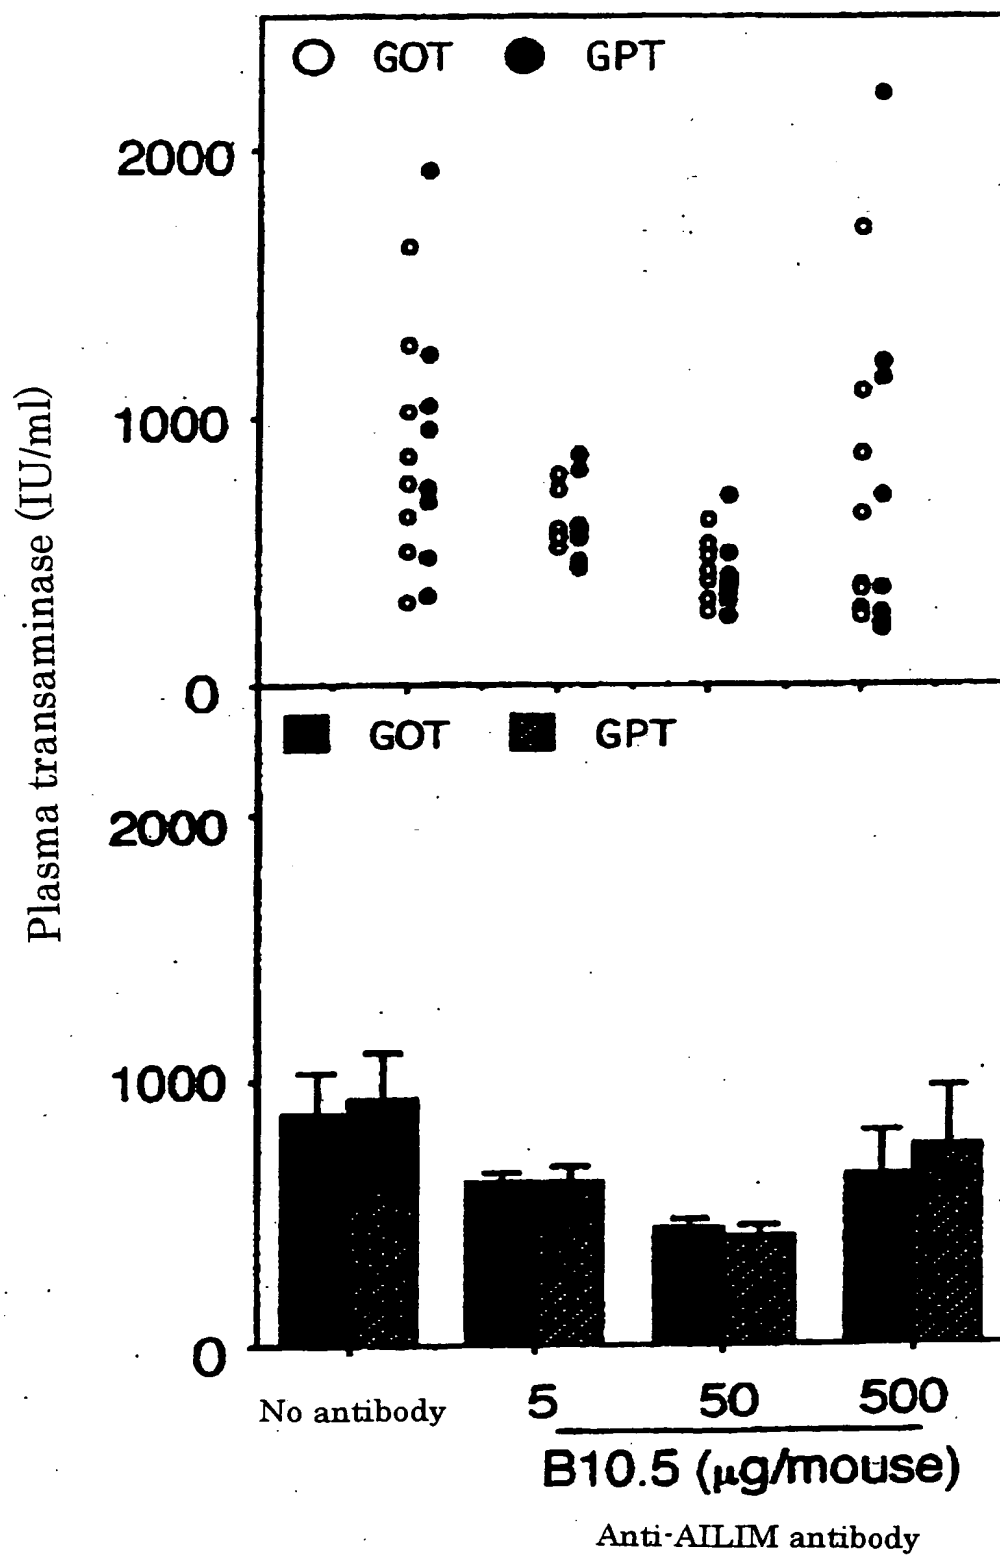 GOT GPT
2000
1000
0
Plasma transaminase (IU/ml)
GOT GPT
2000
1000
0
No antibody 5 50 500
B10.5 (μg/mouse)
Anti-AILIM antibody